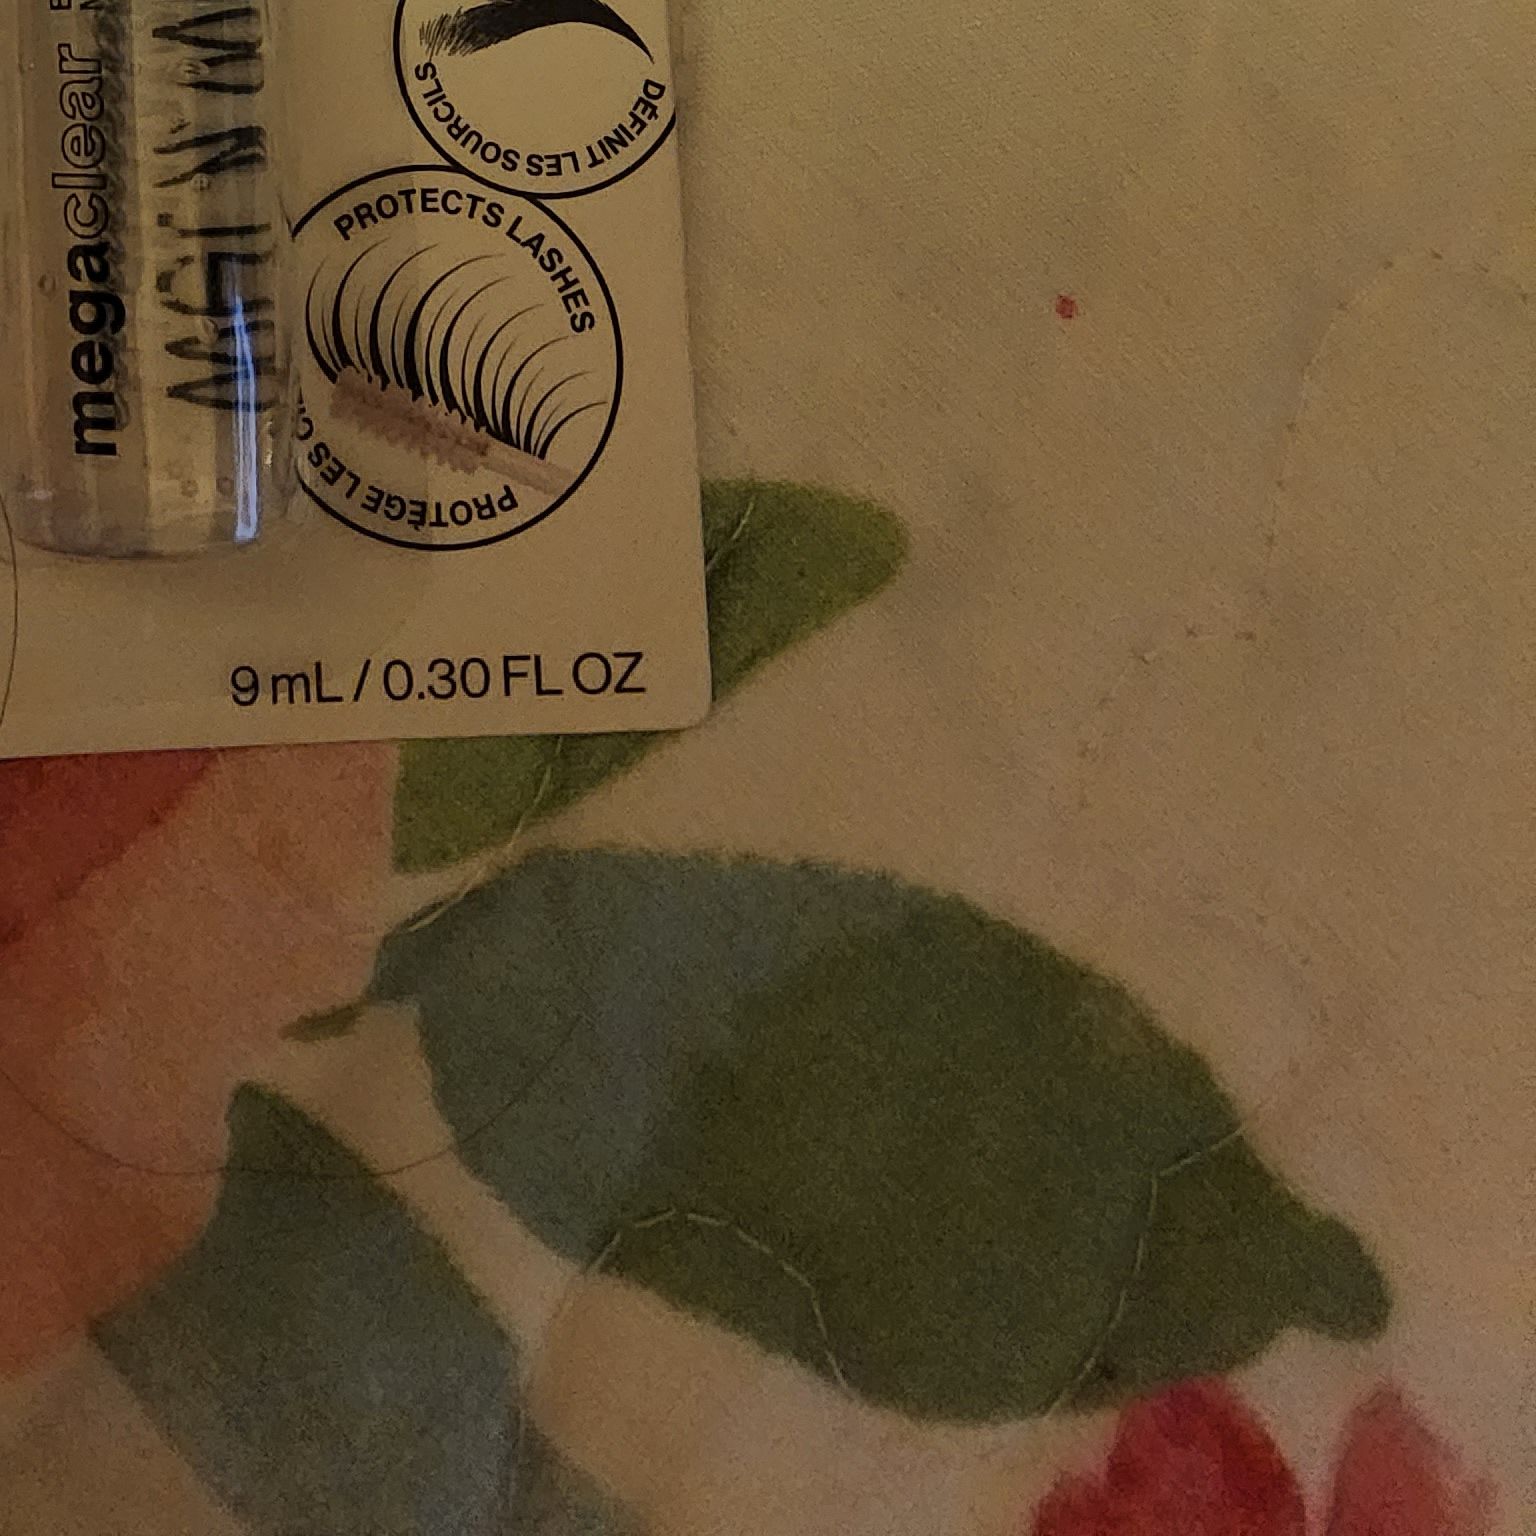 megaclear
DÉFINIT LES SOURCILS
PROTECTS LASHES
PROTÈGE LES
9 mL / 0.30 FL OZ